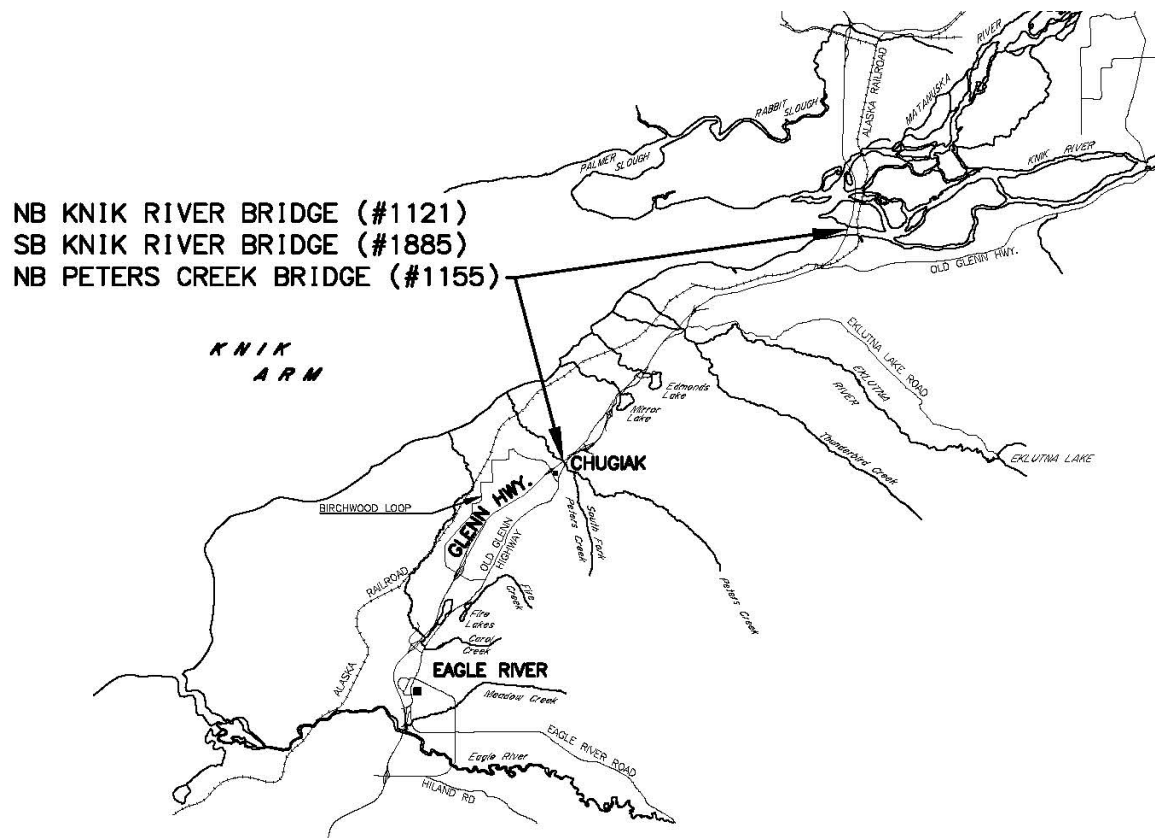 RIVER
MATANUSKA
ALASKA RAILROAD
RABBIT
SLOUGH
PALMER
SLOUGH
KNIK
RIVER
NB KNIK RIVER BRIDGE (#1121)
SB KNIK RIVER BRIDGE (#1885)
NB PETERS CREEK BRIDGE (#1155)
OLD GLENN HWY.
KNIK
ARM
EKLUTNA LAKE ROAD
EKLUTNA
RIVER
Edmonds
Lake
Mirror
Lake
Thunderbird Creek
EKLUTNA LAKE
CHUGIAK
BIRCHWOOD LOOP
GLENN HWY.
OLD GLENN
HIGHWAY
South Fork
Peters Creek
Peters Creek
RAILROAD
ALASKA
Fire
Creek
Fire
Lakes
Carol
Creek
EAGLE RIVER
Meadow Creek
EAGLE RIVER ROAD
Eagle River
HILAND RD